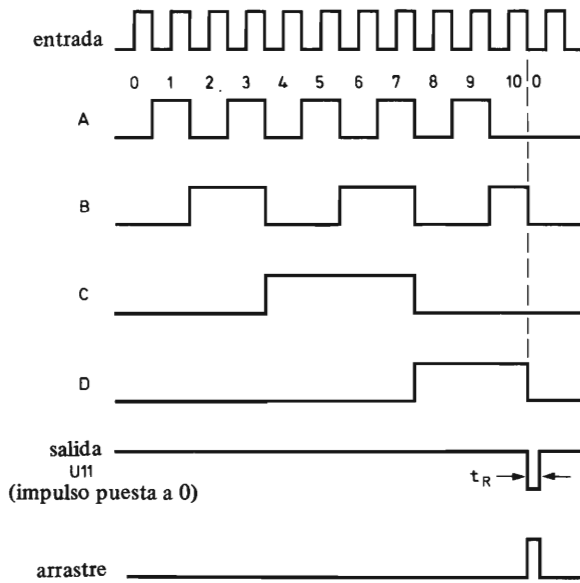 entrada
0 1 2. 3 4 5 6 7 8 9 10 0
A
B
C
D
salida
U11
(impulso puesta a 0)
tR
arrastre